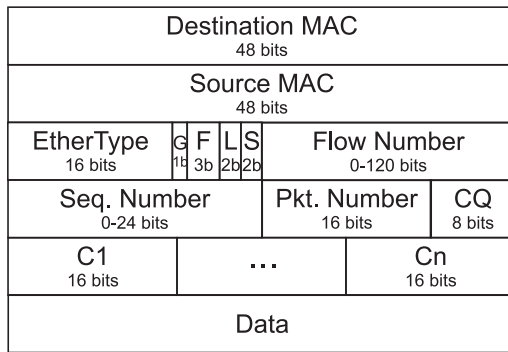 Destination MAC
48 bits
Source MAC
48 bits
EtherType G F L S Flow Number
16 bits 1b 3b 2b 2b 0-120 bits
Seq. Number Pkt. Number CQ
0-24 bits 16 bits 8 bits
C1 ... Cn
16 bits 16 bits
Data